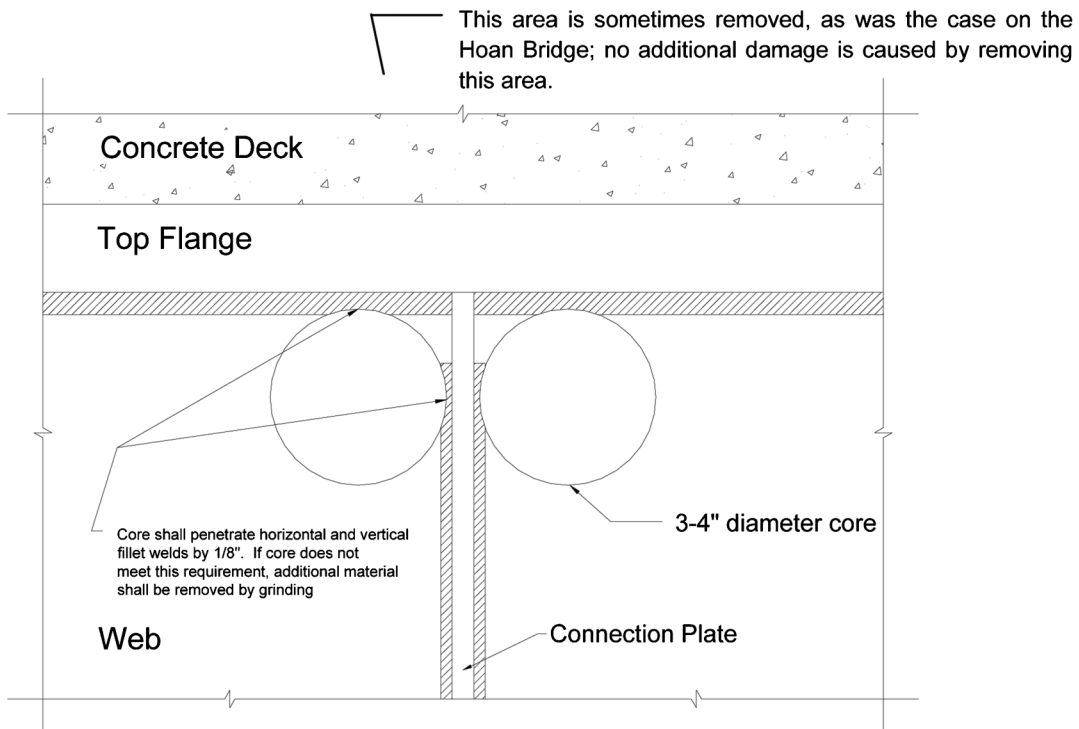 This area is sometimes removed, as was the case on the
Hoan Bridge; no additional damage is caused by removing
this area.
Concrete Deck
Top Flange
3-4" diameter core
Core shall penetrate horizontal and vertical
fillet welds by 1/8". If core does not
meet this requirement, additional material
shall be removed by grinding
Web
Connection Plate